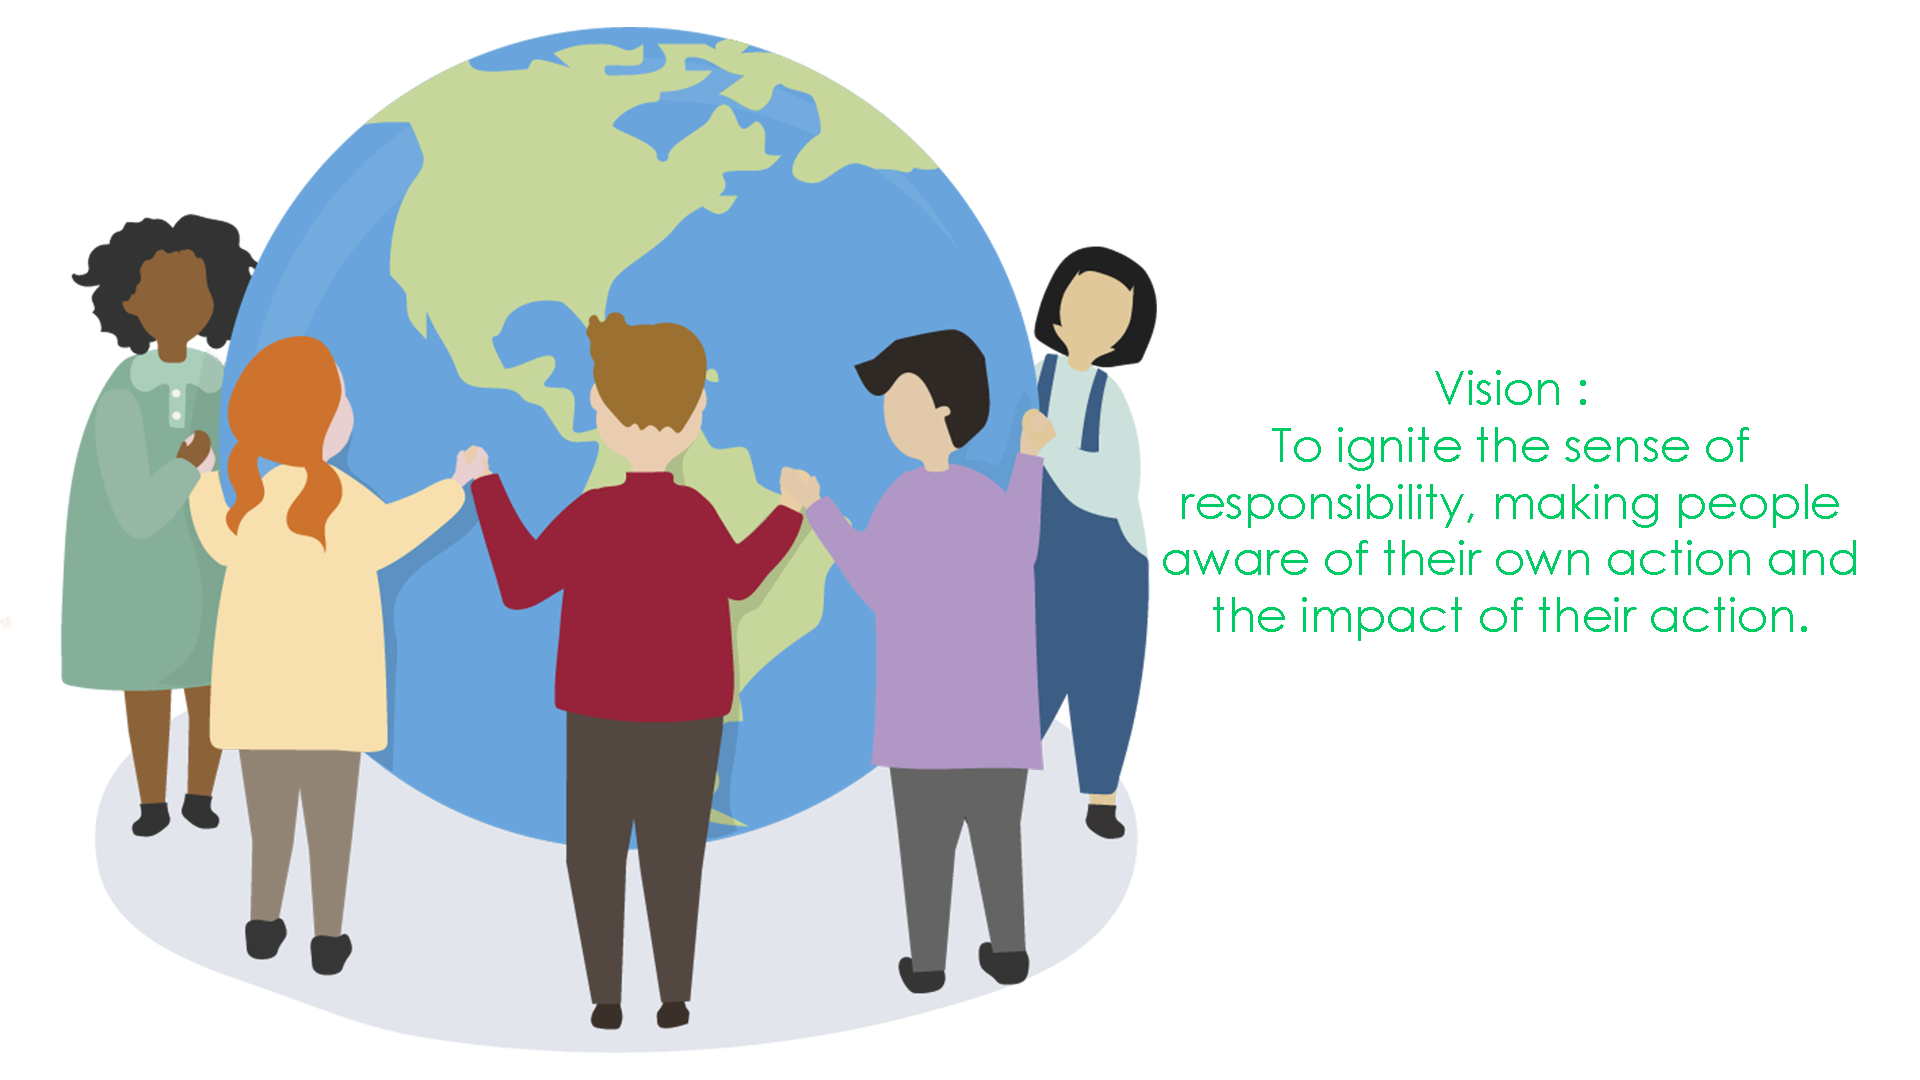 Vision :
To ignite the sense of
responsibility, making people
aware of their own action and
the impact of their action.